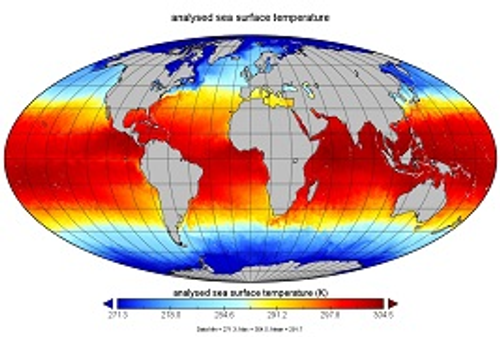 analysed sea surface temperature
analysed sea surface temperature (K)
271.3 278.0 284.6 291.2 297.8 304.5